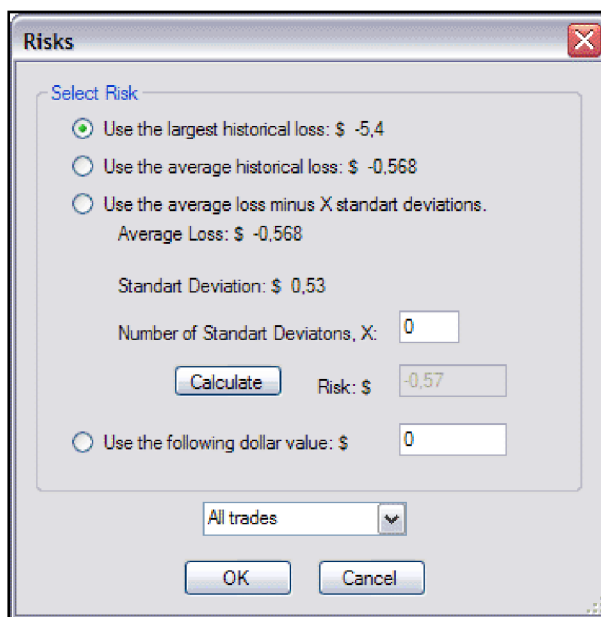 Risks
Select Risk
Use the largest historical loss: $ -5,4
Use the average historical loss: $ -0,568
Use the average loss minus X standart deviations.
Average Loss: $ -0,568
Standart Deviation: $ 0,53
Number of Standart Deviatons, X: 0
Calculate Risk: $ -0,57
Use the following dollar value: $ 0
All trades
OK Cancel